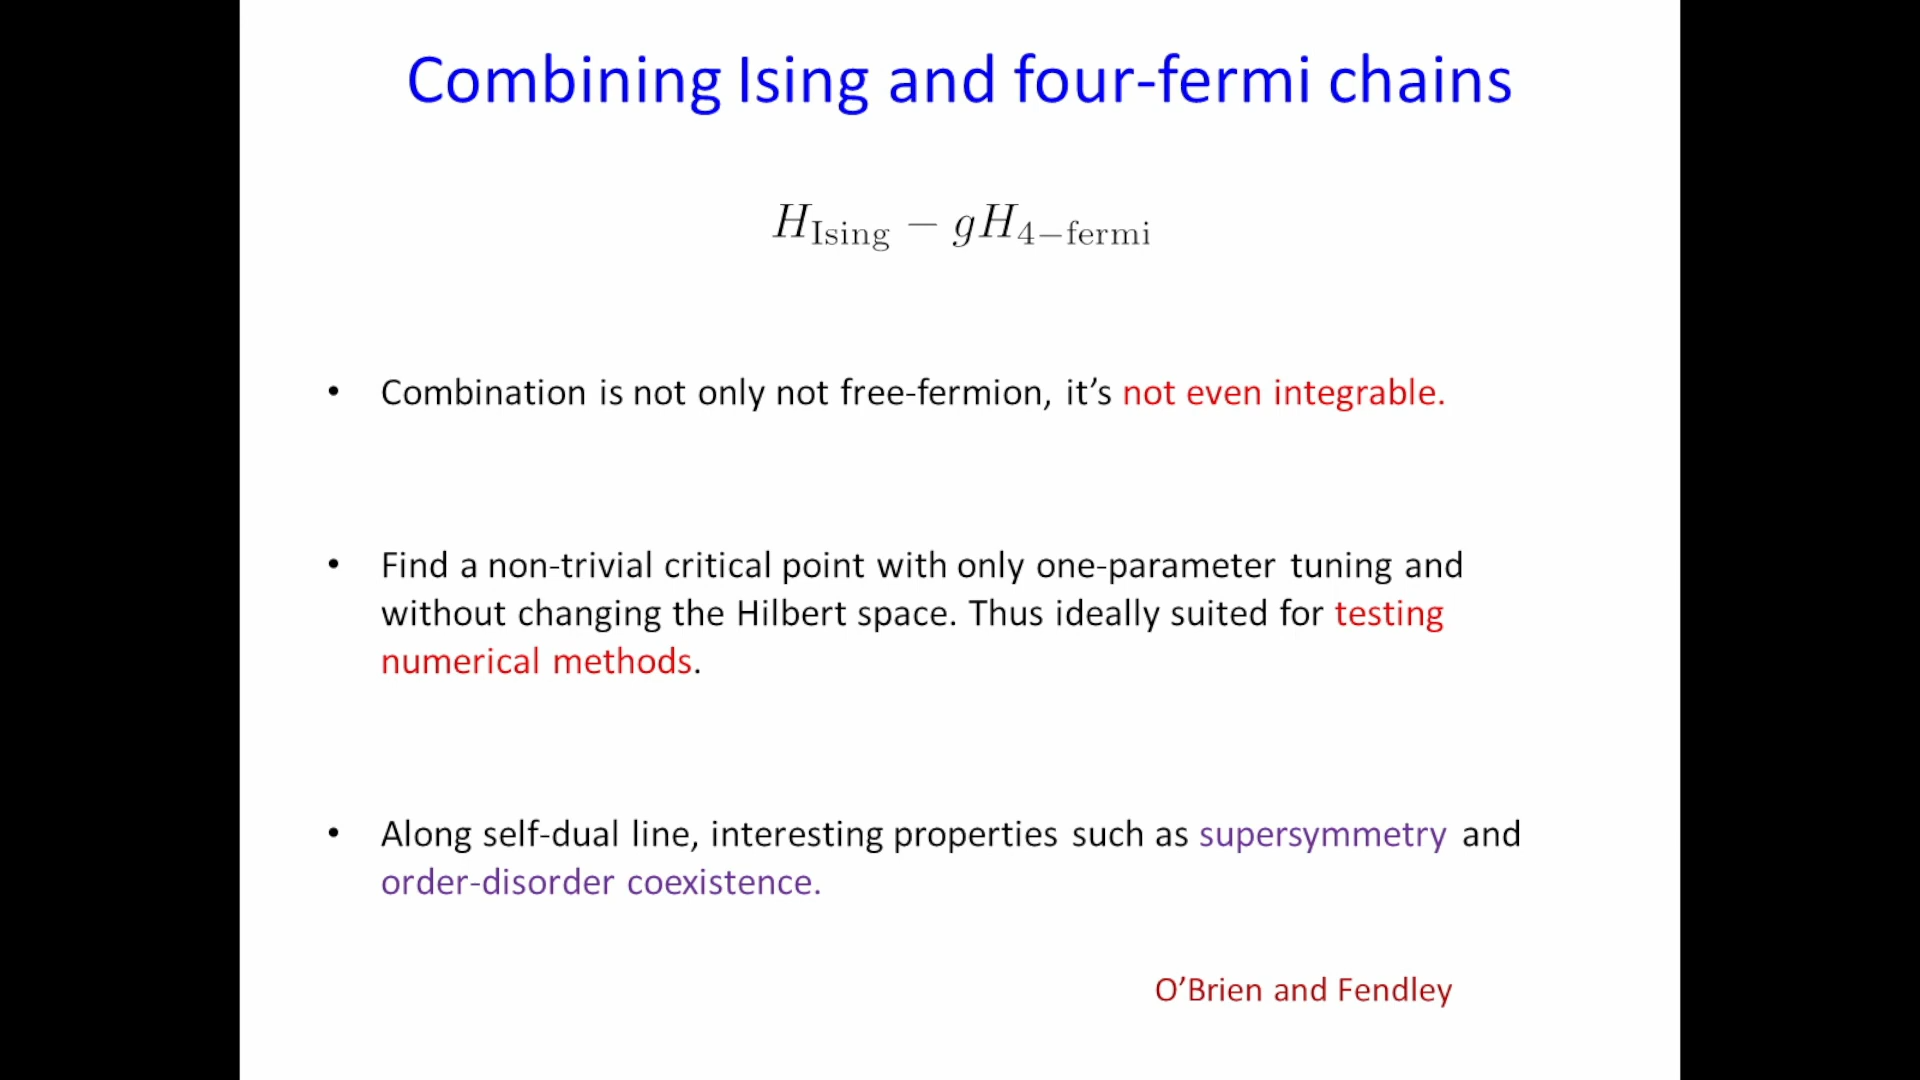 Combining Ising and four-fermi chains
H_Ising − gH_4−fermi
• Combination is not only not free-fermion, it’s not even integrable.
• Find a non-trivial critical point with only one-parameter tuning and
without changing the Hilbert space. Thus ideally suited for testing
numerical methods.
• Along self-dual line, interesting properties such as supersymmetry and
order-disorder coexistence.
O’Brien and Fendley